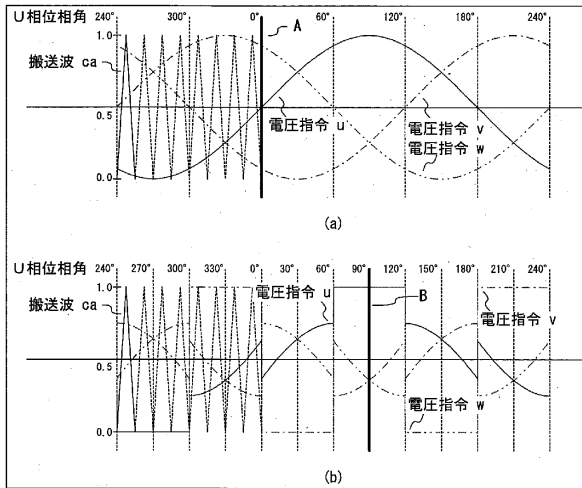 U相位相角 240° 300° 0° A 60° 120° 180° 240°
搬送波 ca
1.0
0.5
0.0
電圧指令 u
電圧指令 v
電圧指令 w
(a)
U相位相角 240° 270° 300° 330° 0° 30° 60° 90° 120° 150° 180° 210° 240°
搬送波 ca
1.0
0.5
0.0
電圧指令 u
B
電圧指令 v
電圧指令 w
(b)